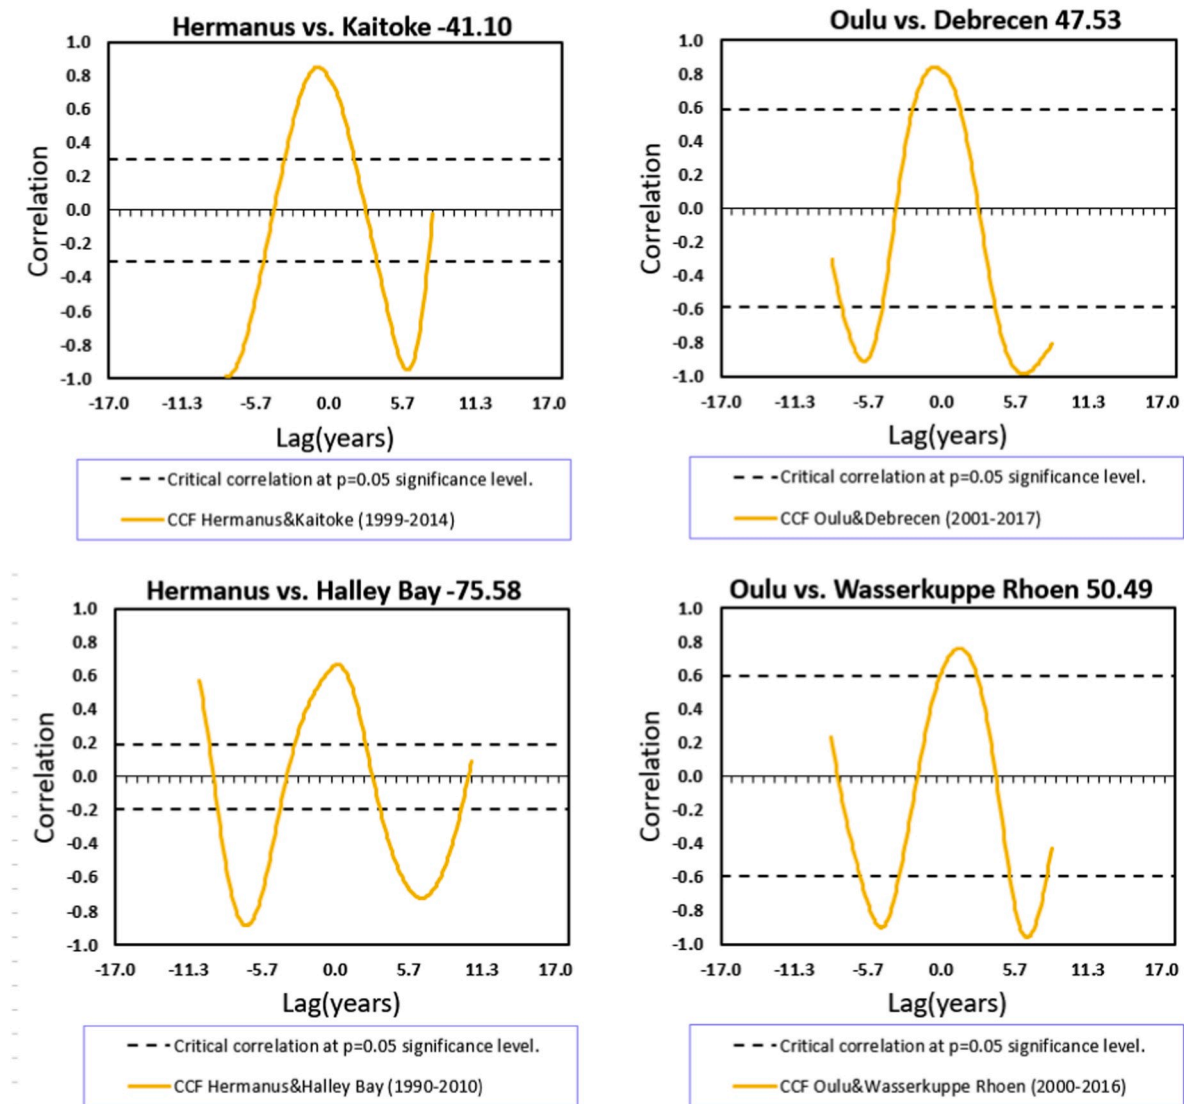 Hermanus vs. Kaitoke -41.10
1.0
0.8
0.6
0.4
0.2
0.0
-0.2
-0.4
-0.6
-0.8
-1.0
Correlation
-17.0 -11.3 -5.7 0.0 5.7 11.3 17.0
Lag(years)
Critical correlation at p=0.05 significance level.
CCF Hermanus&Kaitoke (1999-2014)
Oulu vs. Debrecen 47.53
1.0
0.8
0.6
0.4
0.2
0.0
-0.2
-0.4
-0.6
-0.8
-1.0
Correlation
-17.0 -11.3 -5.7 0.0 5.7 11.3 17.0
Lag(years)
Critical correlation at p=0.05 significance level.
CCF Oulu&Debrecen (2001-2017)
Hermanus vs. Halley Bay -75.58
1.0
0.8
0.6
0.4
0.2
0.0
-0.2
-0.4
-0.6
-0.8
-1.0
Correlation
-17.0 -11.3 -5.7 0.0 5.7 11.3 17.0
Lag(years)
Critical correlation at p=0.05 significance level.
CCF Hermanus&Halley Bay (1990-2010)
Oulu vs. Wasserkuppe Rhoen 50.49
1.0
0.8
0.6
0.4
0.2
0.0
-0.2
-0.4
-0.6
-0.8
-1.0
Correlation
-17.0 -11.3 -5.7 0.0 5.7 11.3 17.0
Lag(years)
Critical correlation at p=0.05 significance level.
CCF Oulu&Wasserkuppe Rhoen (2000-2016)